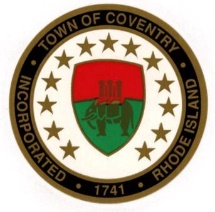 · TOWN OF COVENTRY ·
RHODE ISLAND
· 1741 ·
INCORPORATED